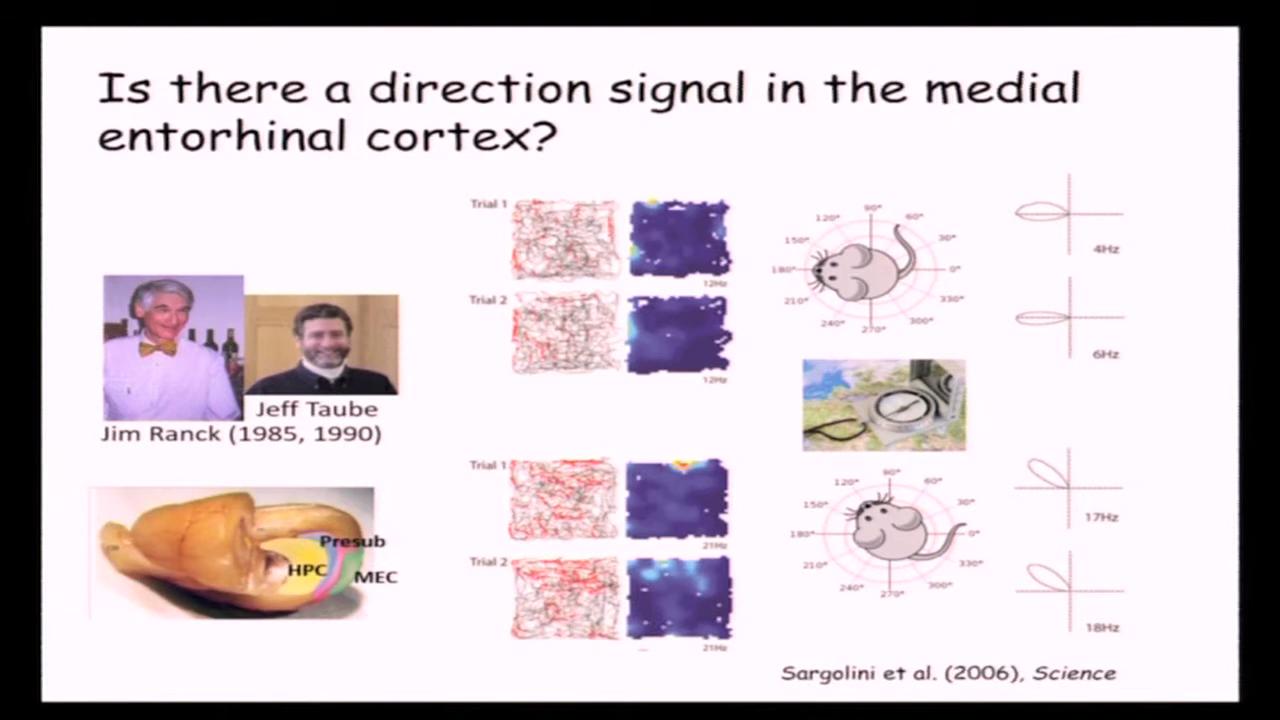 Is there a direction signal in the medial
entorhinal cortex?
Jeff Taube
Jim Ranck (1985, 1990)
Presub
HPC
MEC
Trial 1
12Hz
Trial 2
12Hz
90°
120°
60°
150°
30°
180°
0°
210°
330°
240°
300°
270°
4Hz
6Hz
Trial 1
21Hz
Trial 2
21Hz
90°
120°
60°
150°
30°
180°
0°
210°
330°
240°
300°
270°
17Hz
18Hz
Sargolini et al. (2006), Science